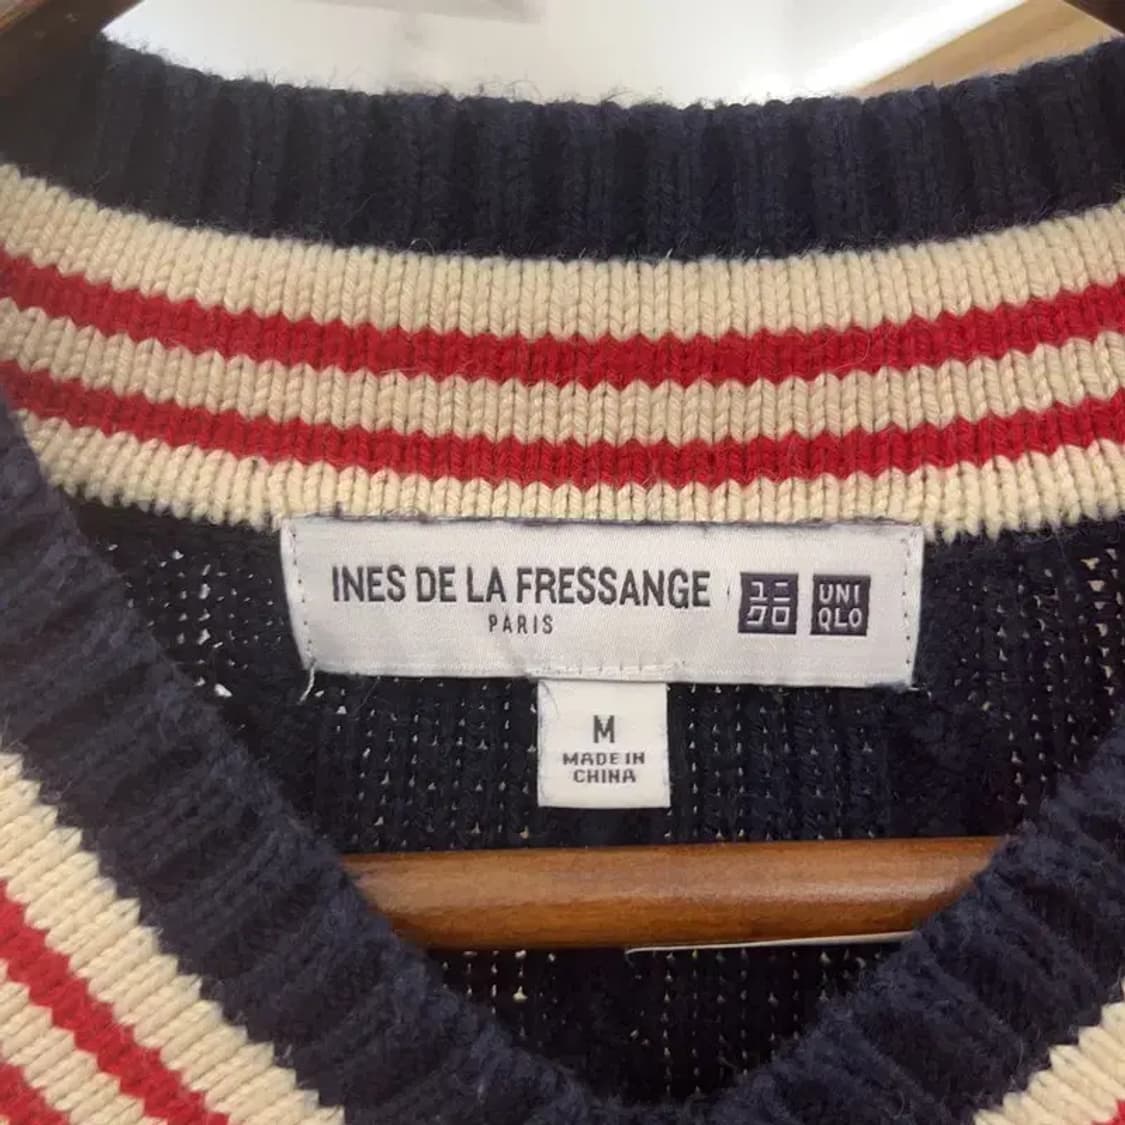 INES DE LA FRESSANGE
PARIS
ユニ
クロ
UNI
QLO
M
MADE IN
CHINA